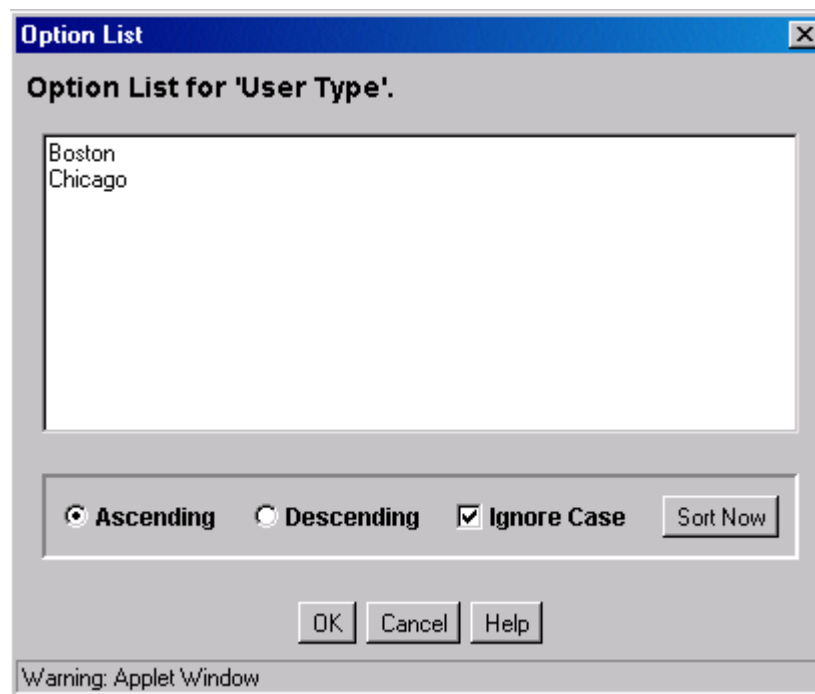 Option List
Option List for 'User Type'.
Boston
Chicago
Ascending Descending Ignore Case Sort Now
OK Cancel Help
Warning: Applet Window